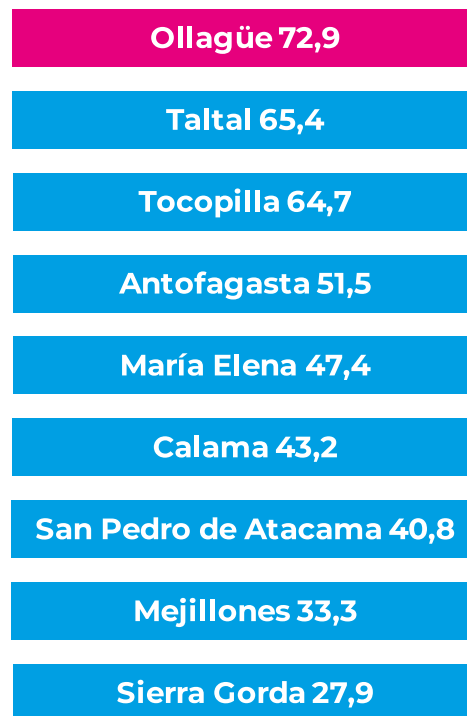 Ollagüe 72,9
Taltal 65,4
Tocopilla 64,7
Antofagasta 51,5
María Elena 47,4
Calama 43,2
San Pedro de Atacama 40,8
Mejillones 33,3
Sierra Gorda 27,9